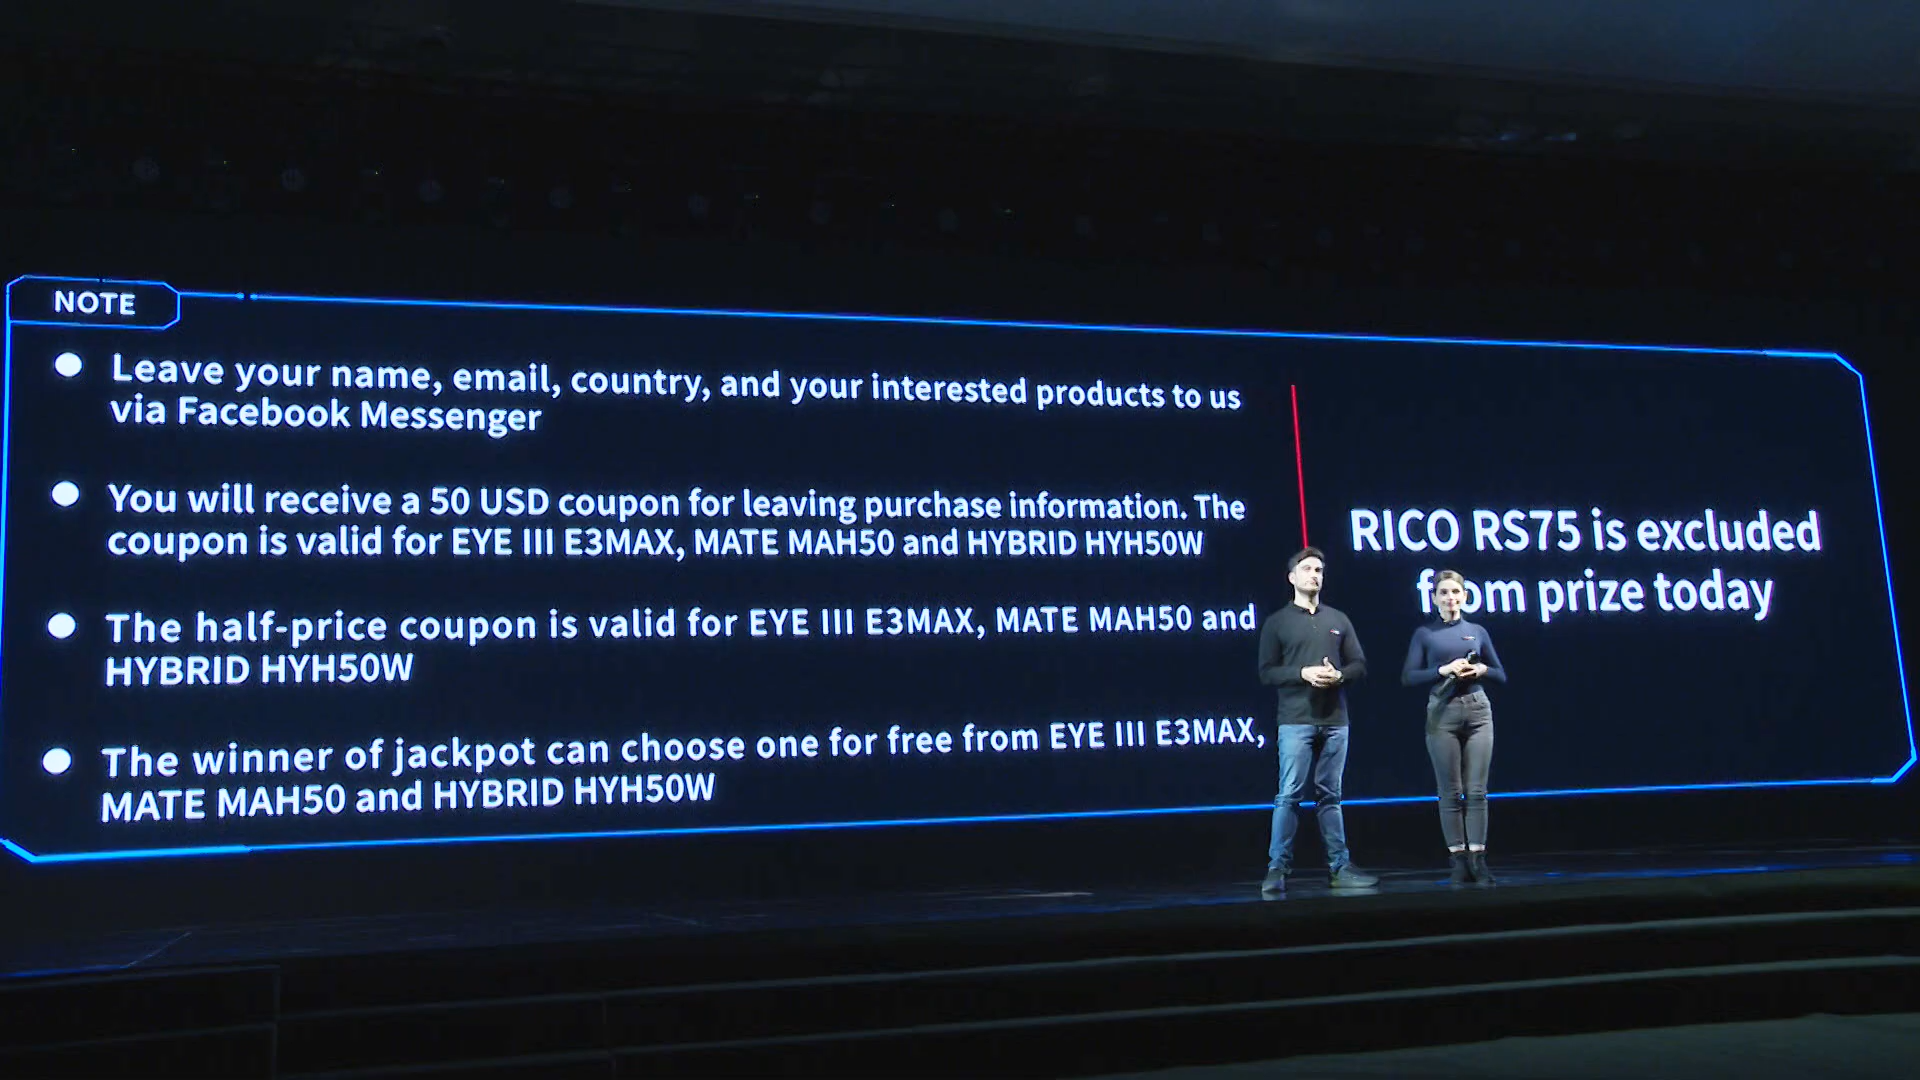 NOTE
Leave your name, email, country, and your interested products to us
via Facebook Messenger
You will receive a 50 USD coupon for leaving purchase information. The
coupon is valid for EYE III E3MAX, MATE MAH50 and HYBRID HYH50W
The half-price coupon is valid for EYE III E3MAX, MATE MAH50 and
HYBRID HYH50W
The winner of jackpot can choose one for free from EYE III E3MAX,
MATE MAH50 and HYBRID HYH50W
RICO RS75 is excluded
from prize today